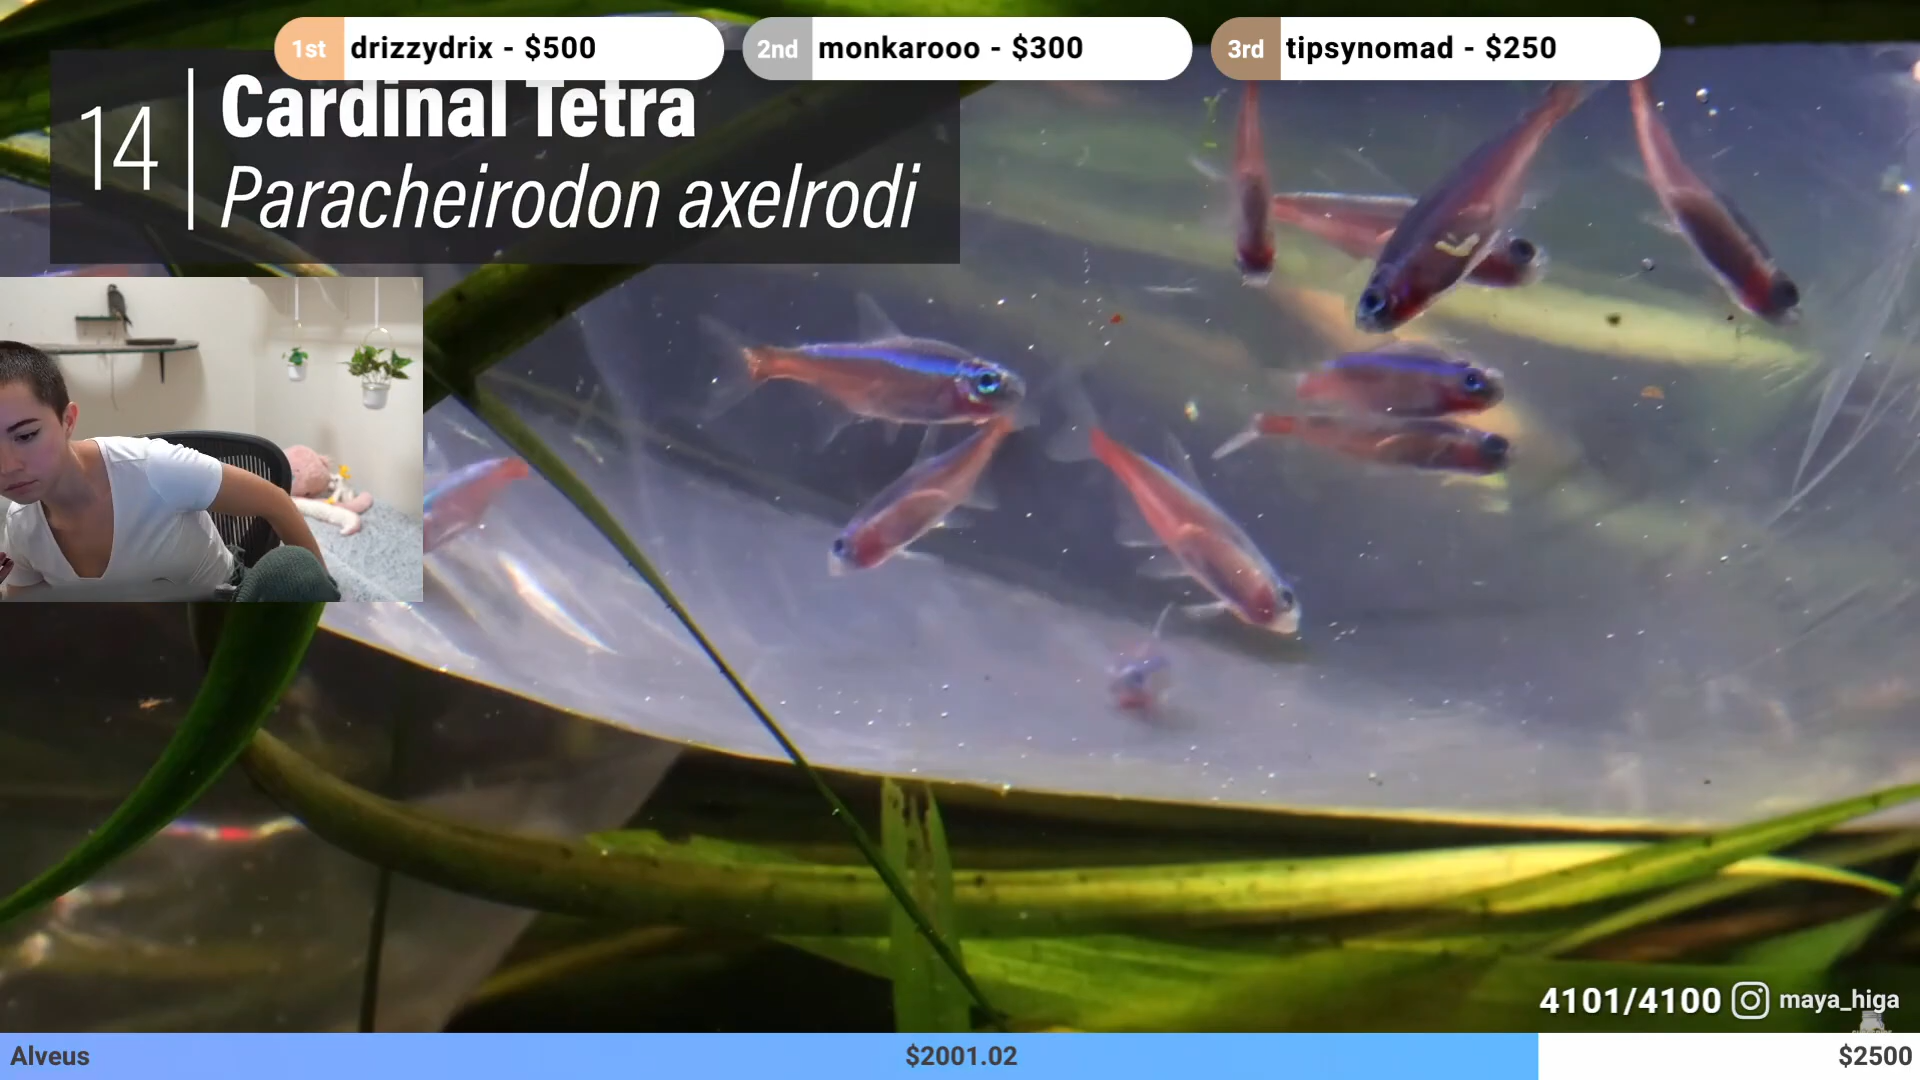 1st drizzydrix - $500
2nd monkarooo - $300
3rd tipsynomad - $250
14
Cardinal Tetra
Paracheirodon axelrodi
4101/4100 maya_higa
Alveus $2001.02 $2500